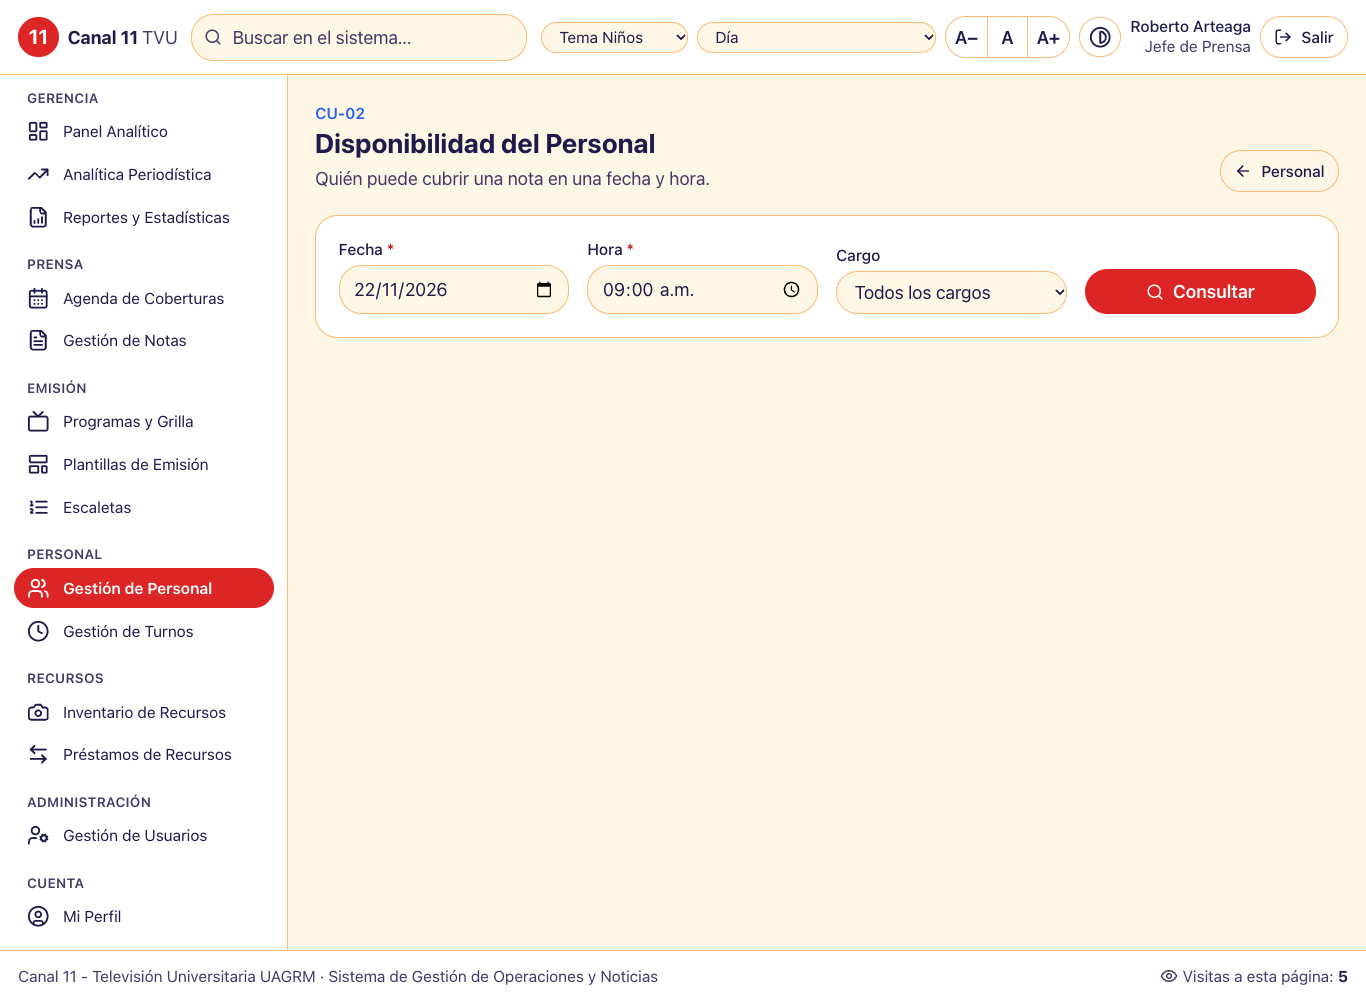 11 Canal 11 TVU
Buscar en el sistema...
Tema Niños
Día
A−
A
A+
Roberto Arteaga
Jefe de Prensa
Salir
GERENCIA
Panel Analítico
Analítica Periodística
Reportes y Estadísticas
PRENSA
Agenda de Coberturas
Gestión de Notas
EMISIÓN
Programas y Grilla
Plantillas de Emisión
Escaletas
PERSONAL
Gestión de Personal
Gestión de Turnos
RECURSOS
Inventario de Recursos
Préstamos de Recursos
ADMINISTRACIÓN
Gestión de Usuarios
CUENTA
Mi Perfil
CU-02
Disponibilidad del Personal
Quién puede cubrir una nota en una fecha y hora.
Personal
Fecha *
22/11/2026
Hora *
09:00 a.m.
Cargo
Todos los cargos
Consultar
Canal 11 - Televisión Universitaria UAGRM · Sistema de Gestión de Operaciones y Noticias
Visitas a esta página: 5